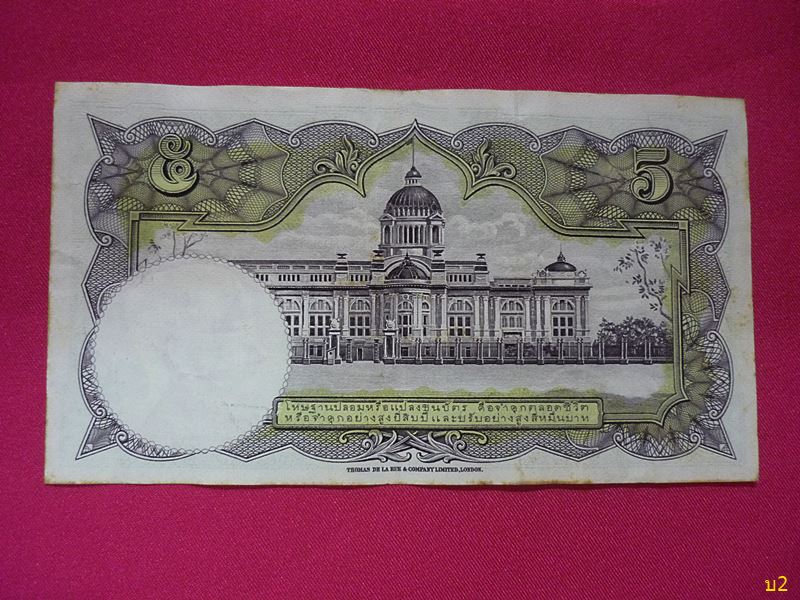 ๕ 5
โทษฐานปลอมหรือแปลงธนบัตร คือจำคุกตลอดชีวิต
หรือจำคุกอย่างสูงยี่สิบปีและปรับอย่างสูงสี่หมื่นบาท
THOMAS DE LA RUE & COMPANY LIMITED, LONDON.
บ2